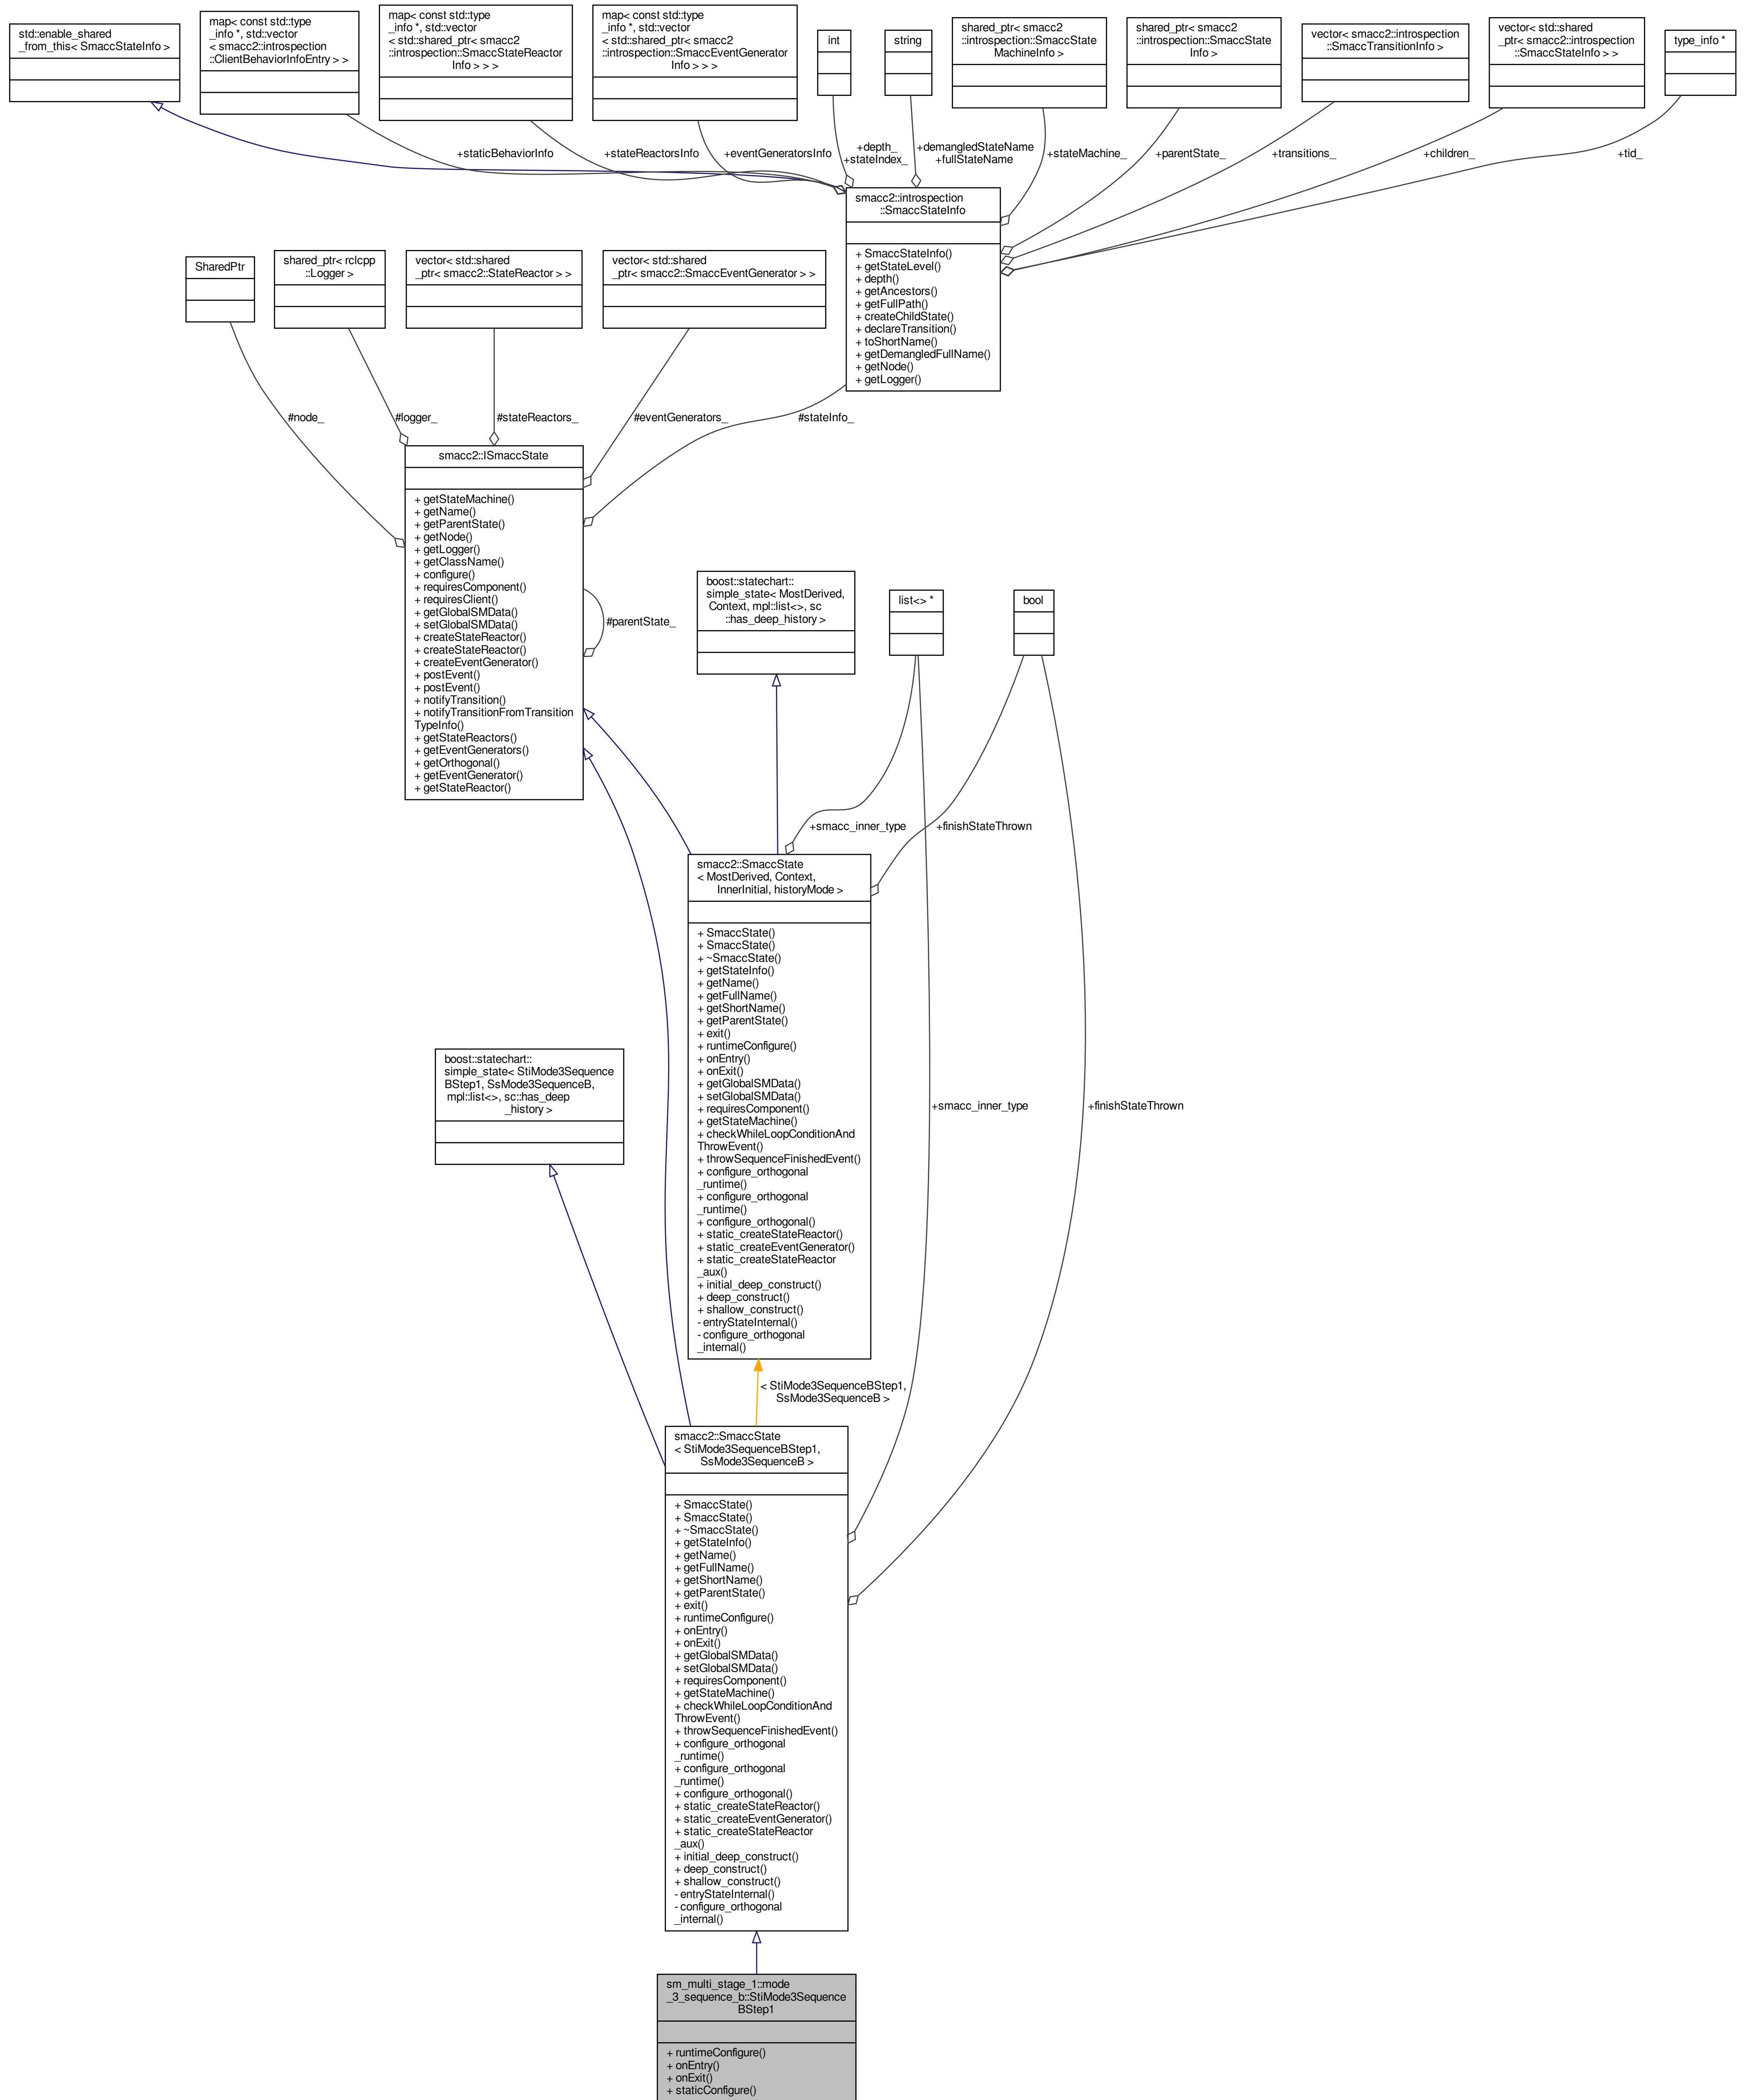 std::enable_shared
_from_this< SmaccStateInfo >
map< const std::type
_info *, std::vector
< smacc2::introspection
::ClientBehaviorInfoEntry > >
map< const std::type
_info *, std::vector
< std::shared_ptr< smacc2
::introspection::SmaccStateReactor
Info > > >
map< const std::type
_info *, std::vector
< std::shared_ptr< smacc2
::introspection::SmaccEventGenerator
Info > > >
int
string
shared_ptr< smacc2
::introspection::SmaccState
MachineInfo >
shared_ptr< smacc2
::introspection::SmaccState
Info >
vector< smacc2::introspection
::SmaccTransitionInfo >
vector< std::shared
_ptr< smacc2::introspection
::SmaccStateInfo > >
type_info *
+staticBehaviorInfo
+stateReactorsInfo
+eventGeneratorsInfo
+depth_
+stateIndex_
+demangledStateName
+fullStateName
+stateMachine_
+parentState_
+transitions_
+children_
+tid_
smacc2::introspection
::SmaccStateInfo
+ SmaccStateInfo()
+ getStateLevel()
+ depth()
+ getAncestors()
+ getFullPath()
+ createChildState()
+ declareTransition()
+ toShortName()
+ getDemangledFullName()
+ getNode()
+ getLogger()
SharedPtr
shared_ptr< rclcpp
::Logger >
vector< std::shared
_ptr< smacc2::StateReactor > >
vector< std::shared
_ptr< smacc2::SmaccEventGenerator > >
#node_
#logger_
#stateReactors_
#eventGenerators_
#stateInfo_
smacc2::ISmaccState
+ getStateMachine()
+ getName()
+ getParentState()
+ getNode()
+ getLogger()
+ getClassName()
+ configure()
+ requiresComponent()
+ requiresClient()
+ getGlobalSMData()
+ setGlobalSMData()
+ createStateReactor()
+ createStateReactor()
+ createEventGenerator()
+ postEvent()
+ postEvent()
+ notifyTransition()
+ notifyTransitionFromTransition
TypeInfo()
+ getStateReactors()
+ getEventGenerators()
+ getOrthogonal()
+ getEventGenerator()
+ getStateReactor()
#parentState_
boost::statechart::
simple_state< MostDerived,
Context, mpl::list<>, sc
::has_deep_history >
list<> *
bool
+smacc_inner_type
+finishStateThrown
smacc2::SmaccState
< MostDerived, Context,
InnerInitial, historyMode >
+ SmaccState()
+ SmaccState()
+ ~SmaccState()
+ getStateInfo()
+ getName()
+ getFullName()
+ getShortName()
+ getParentState()
+ exit()
+ runtimeConfigure()
+ onEntry()
+ onExit()
+ getGlobalSMData()
+ setGlobalSMData()
+ requiresComponent()
+ getStateMachine()
+ checkWhileLoopConditionAnd
ThrowEvent()
+ throwSequenceFinishedEvent()
+ configure_orthogonal
_runtime()
+ configure_orthogonal
_runtime()
+ configure_orthogonal()
+ static_createStateReactor()
+ static_createEventGenerator()
+ static_createStateReactor
_aux()
+ initial_deep_construct()
+ deep_construct()
+ shallow_construct()
- entryStateInternal()
- configure_orthogonal
_internal()
boost::statechart::
simple_state< StiMode3Sequence
BStep1, SsMode3SequenceB,
mpl::list<>, sc::has_deep
_history >
+smacc_inner_type
+finishStateThrown
< StiMode3SequenceBStep1,
SsMode3SequenceB >
smacc2::SmaccState
< StiMode3SequenceBStep1,
SsMode3SequenceB >
+ SmaccState()
+ SmaccState()
+ ~SmaccState()
+ getStateInfo()
+ getName()
+ getFullName()
+ getShortName()
+ getParentState()
+ exit()
+ runtimeConfigure()
+ onEntry()
+ onExit()
+ getGlobalSMData()
+ setGlobalSMData()
+ requiresComponent()
+ getStateMachine()
+ checkWhileLoopConditionAnd
ThrowEvent()
+ throwSequenceFinishedEvent()
+ configure_orthogonal
_runtime()
+ configure_orthogonal
_runtime()
+ configure_orthogonal()
+ static_createStateReactor()
+ static_createEventGenerator()
+ static_createStateReactor
_aux()
+ initial_deep_construct()
+ deep_construct()
+ shallow_construct()
- entryStateInternal()
- configure_orthogonal
_internal()
sm_multi_stage_1::mode
_3_sequence_b::StiMode3Sequence
BStep1
+ runtimeConfigure()
+ onEntry()
+ onExit()
+ staticConfigure()